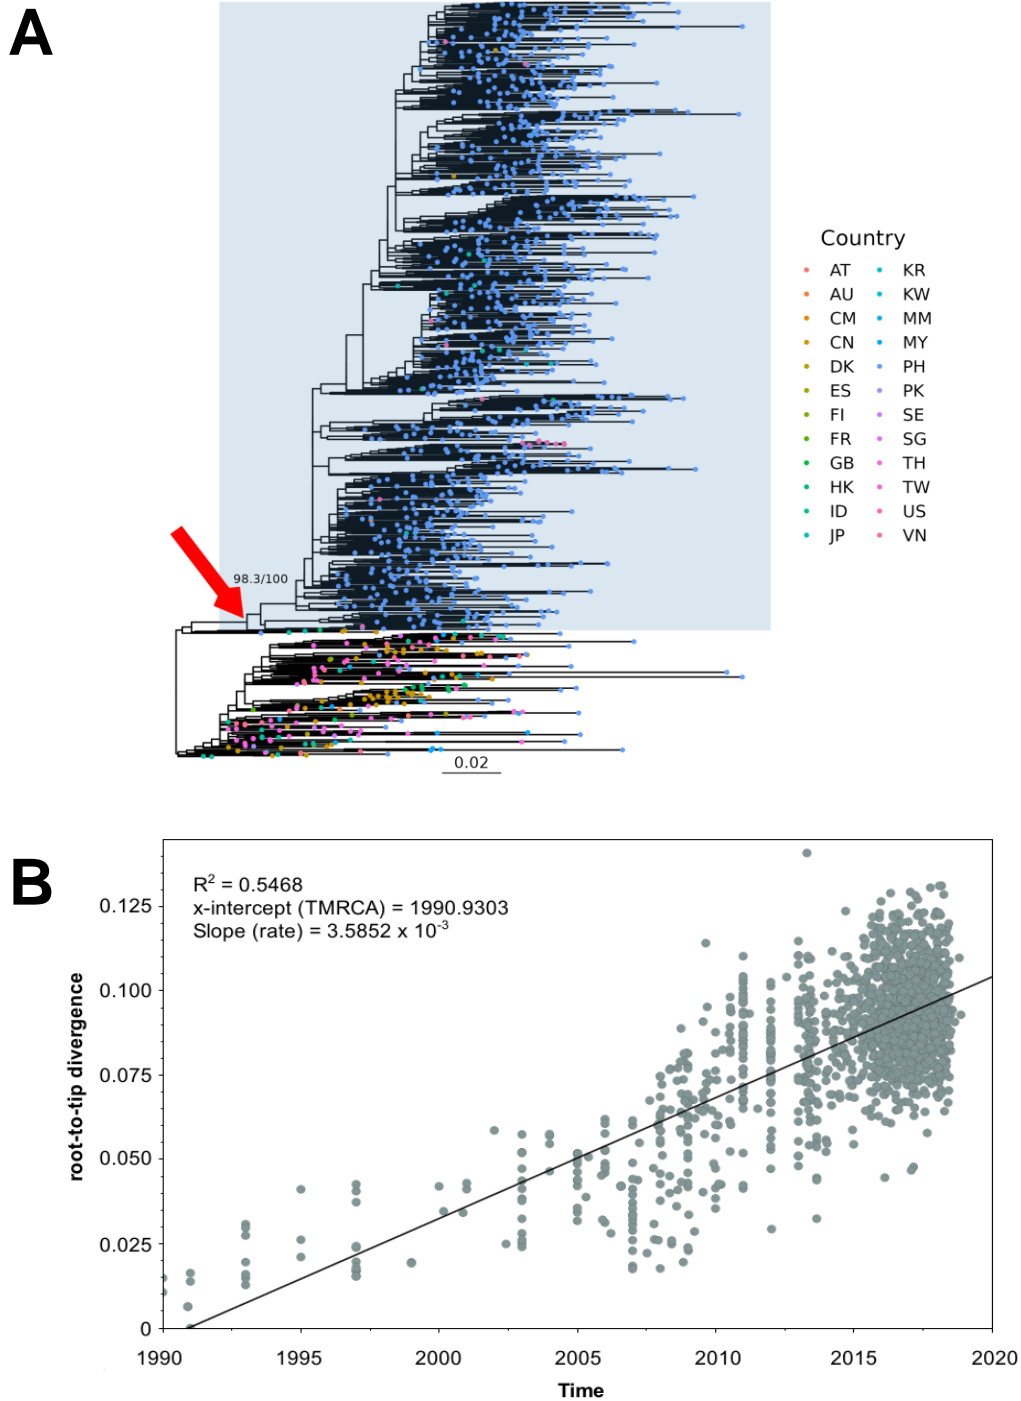 A
Country
AT KR
AU KW
CM MM
CN MY
DK PH
ES PK
FI SE
FR SG
GB TH
HK TW
ID US
JP VN
98.3/100
0.02
B
R² = 0.5468
x-intercept (TMRCA) = 1990.9303
Slope (rate) = 3.5852 x 10⁻³
root-to-tip divergence
0.125
0.100
0.075
0.050
0.025
0
1990 1995 2000 2005 2010 2015 2020
Time